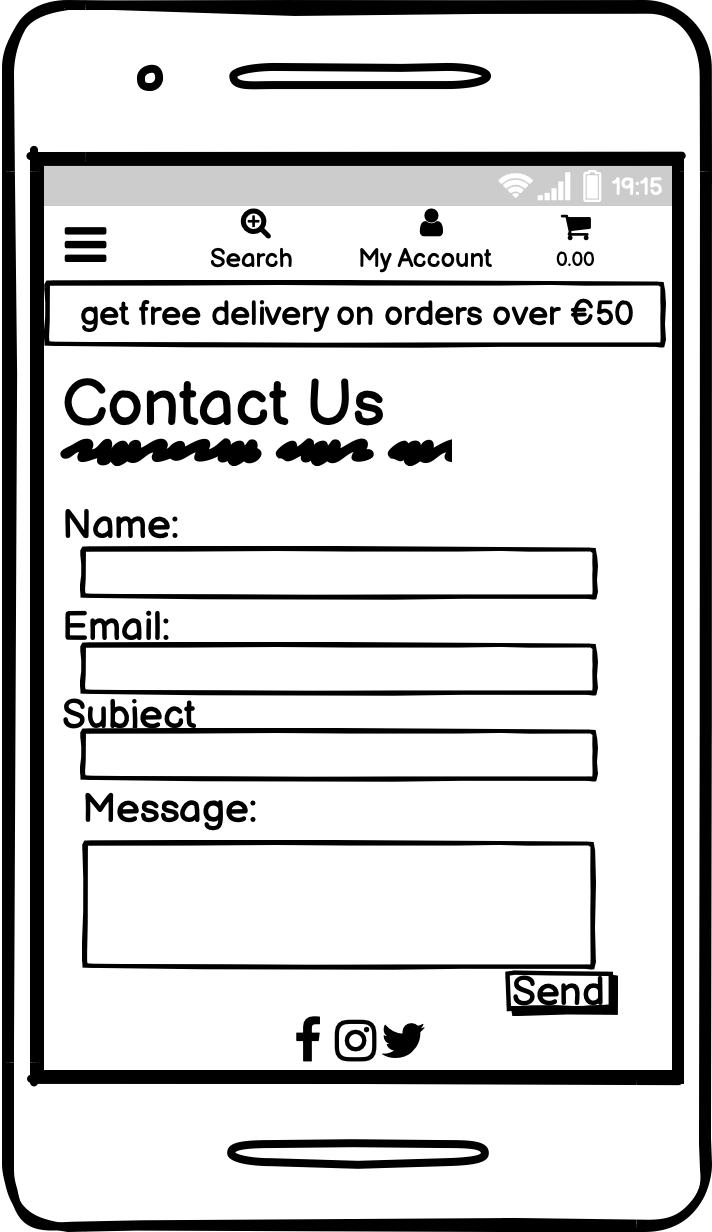 19:15
Search My Account 0.00
get free delivery on orders over €50
Contact Us
Name:
Email:
Subject
Message:
Send